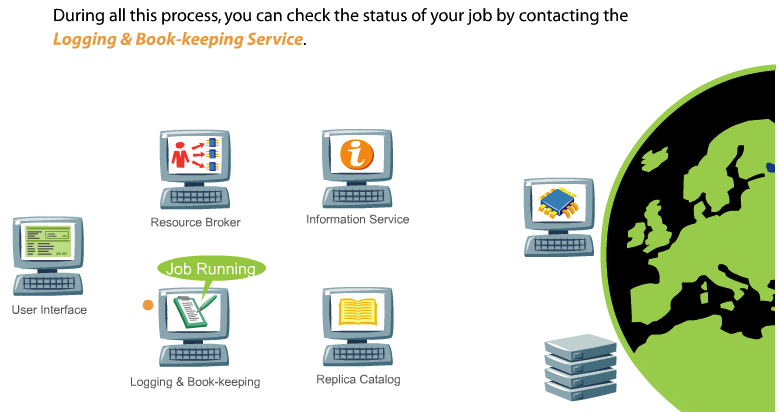 During all this process, you can check the status of your job by contacting the
Logging & Book-keeping Service.
Resource Broker
Information Service
Job Running
User Interface
Logging & Book-keeping
Replica Catalog